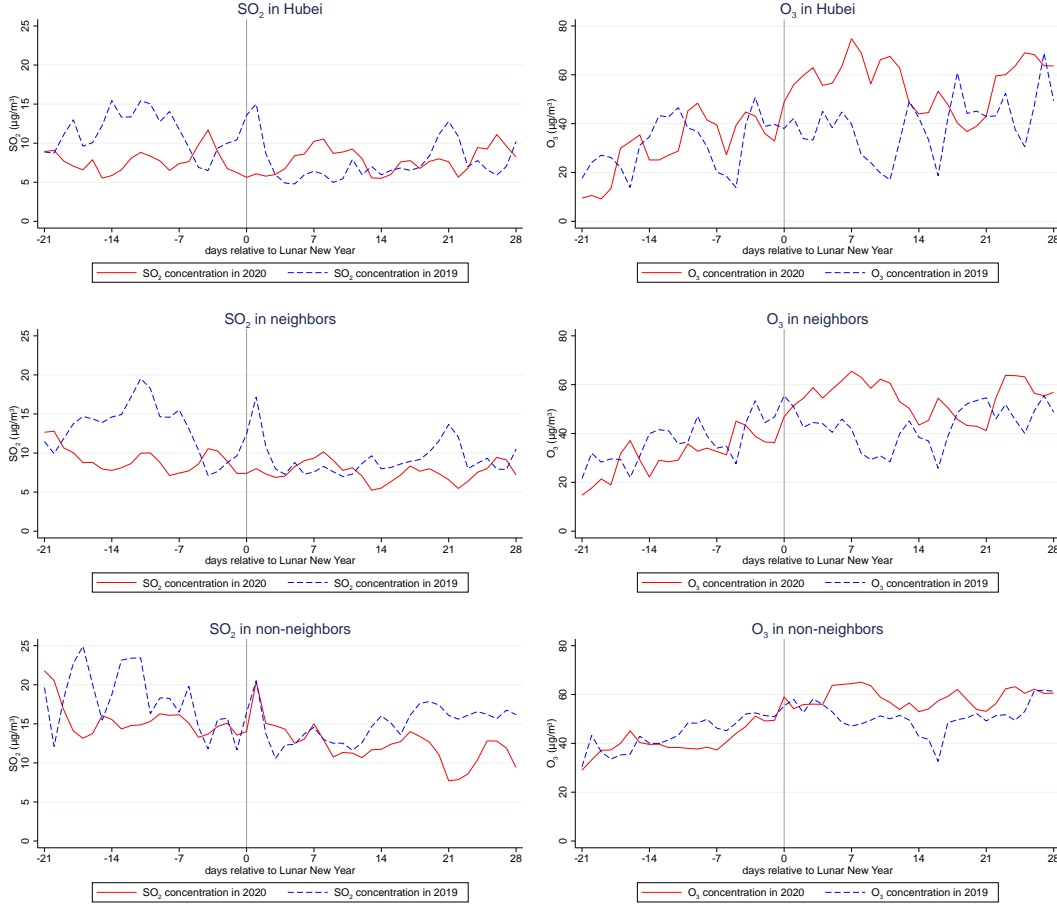 SO₂ in Hubei
SO₂ (µg/m³)
0 5 10 15 20 25
-21 -14 -7 0 7 14 21 28
days relative to Lunar New Year
SO₂ concentration in 2020 SO₂ concentration in 2019
O₃ in Hubei
O₃ (µg/m³)
0 20 40 60 80
-21 -14 -7 0 7 14 21 28
days relative to Lunar New Year
O₃ concentration in 2020 O₃ concentration in 2019
SO₂ in neighbors
SO₂ (µg/m³)
0 5 10 15 20 25
-21 -14 -7 0 7 14 21 28
days relative to Lunar New Year
SO₂ concentration in 2020 SO₂ concentration in 2019
O₃ in neighbors
O₃ (µg/m³)
0 20 40 60 80
-21 -14 -7 0 7 14 21 28
days relative to Lunar New Year
O₃ concentration in 2020 O₃ concentration in 2019
SO₂ in non-neighbors
SO₂ (µg/m³)
0 5 10 15 20 25
-21 -14 -7 0 7 14 21 28
days relative to Lunar New Year
SO₂ concentration in 2020 SO₂ concentration in 2019
O₃ in non-neighbors
O₃ (µg/m³)
0 20 40 60 80
-21 -14 -7 0 7 14 21 28
days relative to Lunar New Year
O₃ concentration in 2020 O₃ concentration in 2019